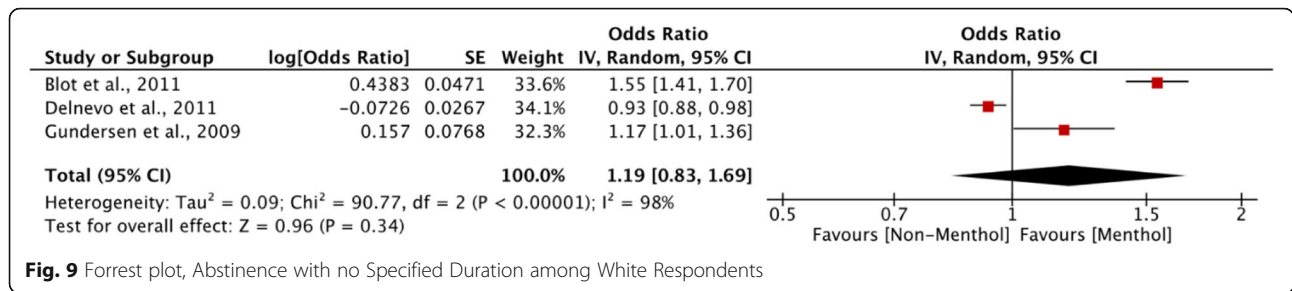 Odds Ratio Odds Ratio
Study or Subgroup log[Odds Ratio] SE Weight IV, Random, 95% CI IV, Random, 95% CI
Blot et al., 2011 0.4383 0.0471 33.6% 1.55 [1.41, 1.70]
Delnevo et al., 2011 −0.0726 0.0267 34.1% 0.93 [0.88, 0.98]
Gundersen et al., 2009 0.157 0.0768 32.3% 1.17 [1.01, 1.36]
Total (95% CI) 100.0% 1.19 [0.83, 1.69]
Heterogeneity: Tau² = 0.09; Chi² = 90.77, df = 2 (P < 0.00001); I² = 98%
Test for overall effect: Z = 0.96 (P = 0.34)
0.5 0.7 1 1.5 2
Favours [Non-Menthol] Favours [Menthol]
Fig. 9 Forrest plot, Abstinence with no Specified Duration among White Respondents